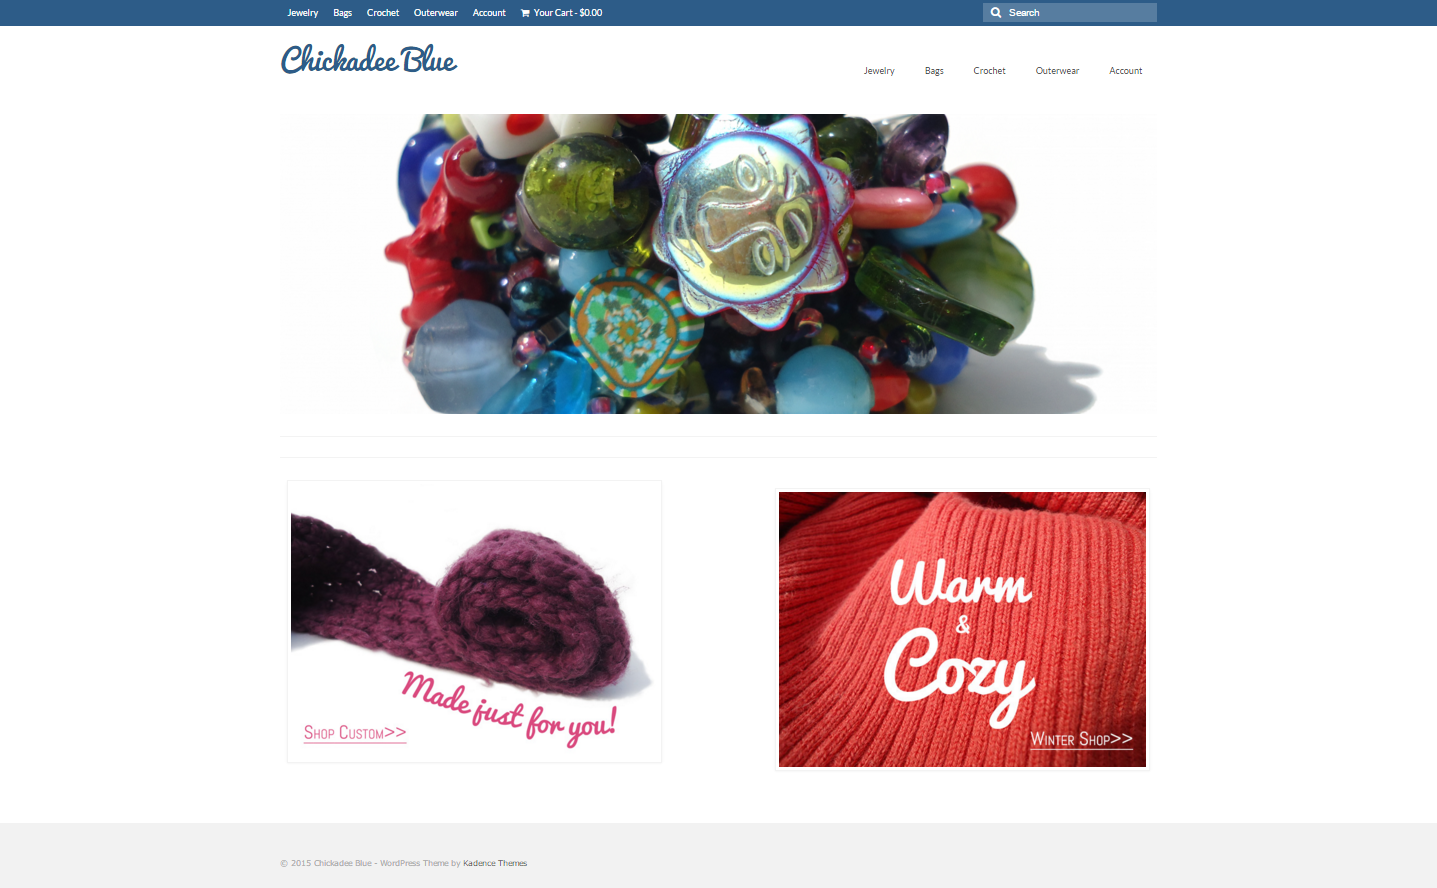 Jewelry Bags Crochet Outerwear Account Your Cart - $0.00 Search
Chickadee Blue
Jewelry Bags Crochet Outerwear Account
Made just for you!
Shop Custom>>
Warm
&
Cozy
Winter Shop>>
© 2015 Chickadee Blue - WordPress Theme by Kadence Themes